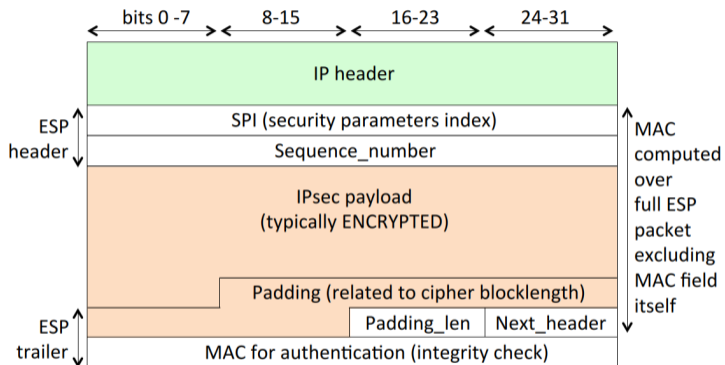 bits 0 -7 8-15 16-23 24-31
IP header
ESP
header
SPI (security parameters index)
Sequence_number
IPsec payload
(typically ENCRYPTED)
Padding (related to cipher blocklength)
ESP
trailer
Padding_len Next_header
MAC for authentication (integrity check)
MAC
computed
over
full ESP
packet
excluding
MAC field
itself